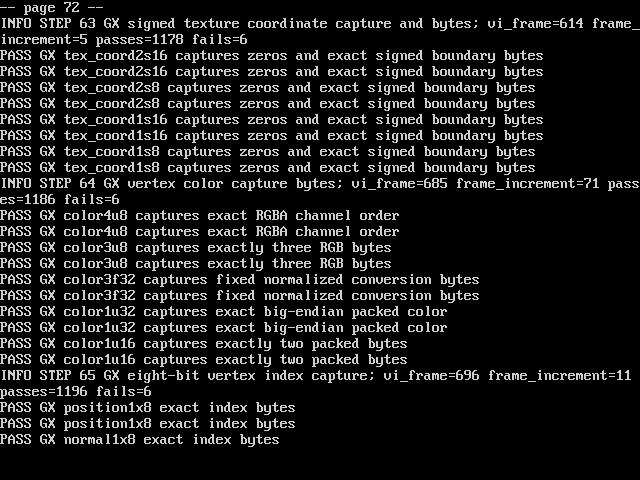 -- page 72 --
INFO STEP 63 GX signed texture coordinate capture and bytes; vi_frame=614 frame_
increment=5 passes=1178 fails=6
PASS GX tex_coord2s16 captures zeros and exact signed boundary bytes
PASS GX tex_coord2s16 captures zeros and exact signed boundary bytes
PASS GX tex_coord2s8 captures zeros and exact signed boundary bytes
PASS GX tex_coord2s8 captures zeros and exact signed boundary bytes
PASS GX tex_coord1s16 captures zeros and exact signed boundary bytes
PASS GX tex_coord1s16 captures zeros and exact signed boundary bytes
PASS GX tex_coord1s8 captures zeros and exact signed boundary bytes
PASS GX tex_coord1s8 captures zeros and exact signed boundary bytes
INFO STEP 64 GX vertex color capture bytes; vi_frame=685 frame_increment=71 pass
es=1186 fails=6
PASS GX color4u8 captures exact RGBA channel order
PASS GX color4u8 captures exact RGBA channel order
PASS GX color3u8 captures exactly three RGB bytes
PASS GX color3u8 captures exactly three RGB bytes
PASS GX color3f32 captures fixed normalized conversion bytes
PASS GX color3f32 captures fixed normalized conversion bytes
PASS GX color1u32 captures exact big-endian packed color
PASS GX color1u32 captures exact big-endian packed color
PASS GX color1u16 captures exactly two packed bytes
PASS GX color1u16 captures exactly two packed bytes
INFO STEP 65 GX eight-bit vertex index capture; vi_frame=696 frame_increment=11
passes=1196 fails=6
PASS GX position1x8 exact index bytes
PASS GX position1x8 exact index bytes
PASS GX normal1x8 exact index bytes